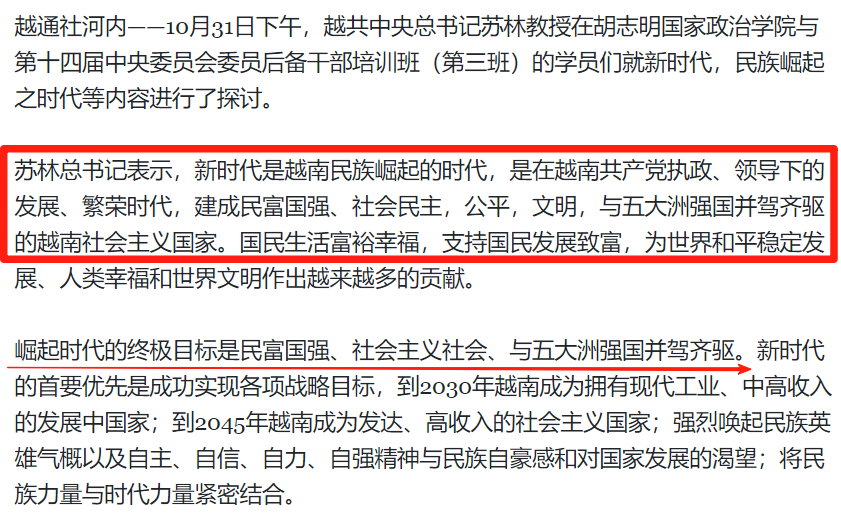 越通社河内——10月31日下午，越共中央总书记苏林教授在胡志明国家政治学院与
第十四届中央委员会委员后备干部培训班（第三班）的学员们就新时代，民族崛起
之时代等内容进行了探讨。
苏林总书记表示，新时代是越南民族崛起的时代，是在越南共产党执政、领导下的
发展、繁荣时代，建成民富国强、社会民主，公平，文明，与五大洲强国并驾齐驱
的越南社会主义国家。国民生活富裕幸福，支持国民发展致富，为世界和平稳定发
展、人类幸福和世界文明作出越来越多的贡献。
崛起时代的终极目标是民富国强、社会主义社会、与五大洲强国并驾齐驱。新时代
的首要优先是成功实现各项战略目标，到2030年越南成为拥有现代工业、中高收入
的发展中国家；到2045年越南成为发达、高收入的社会主义国家；强烈唤起民族英
雄气概以及自主、自信、自力、自强精神与民族自豪感和对国家发展的渴望；将民
族力量与时代力量紧密结合。